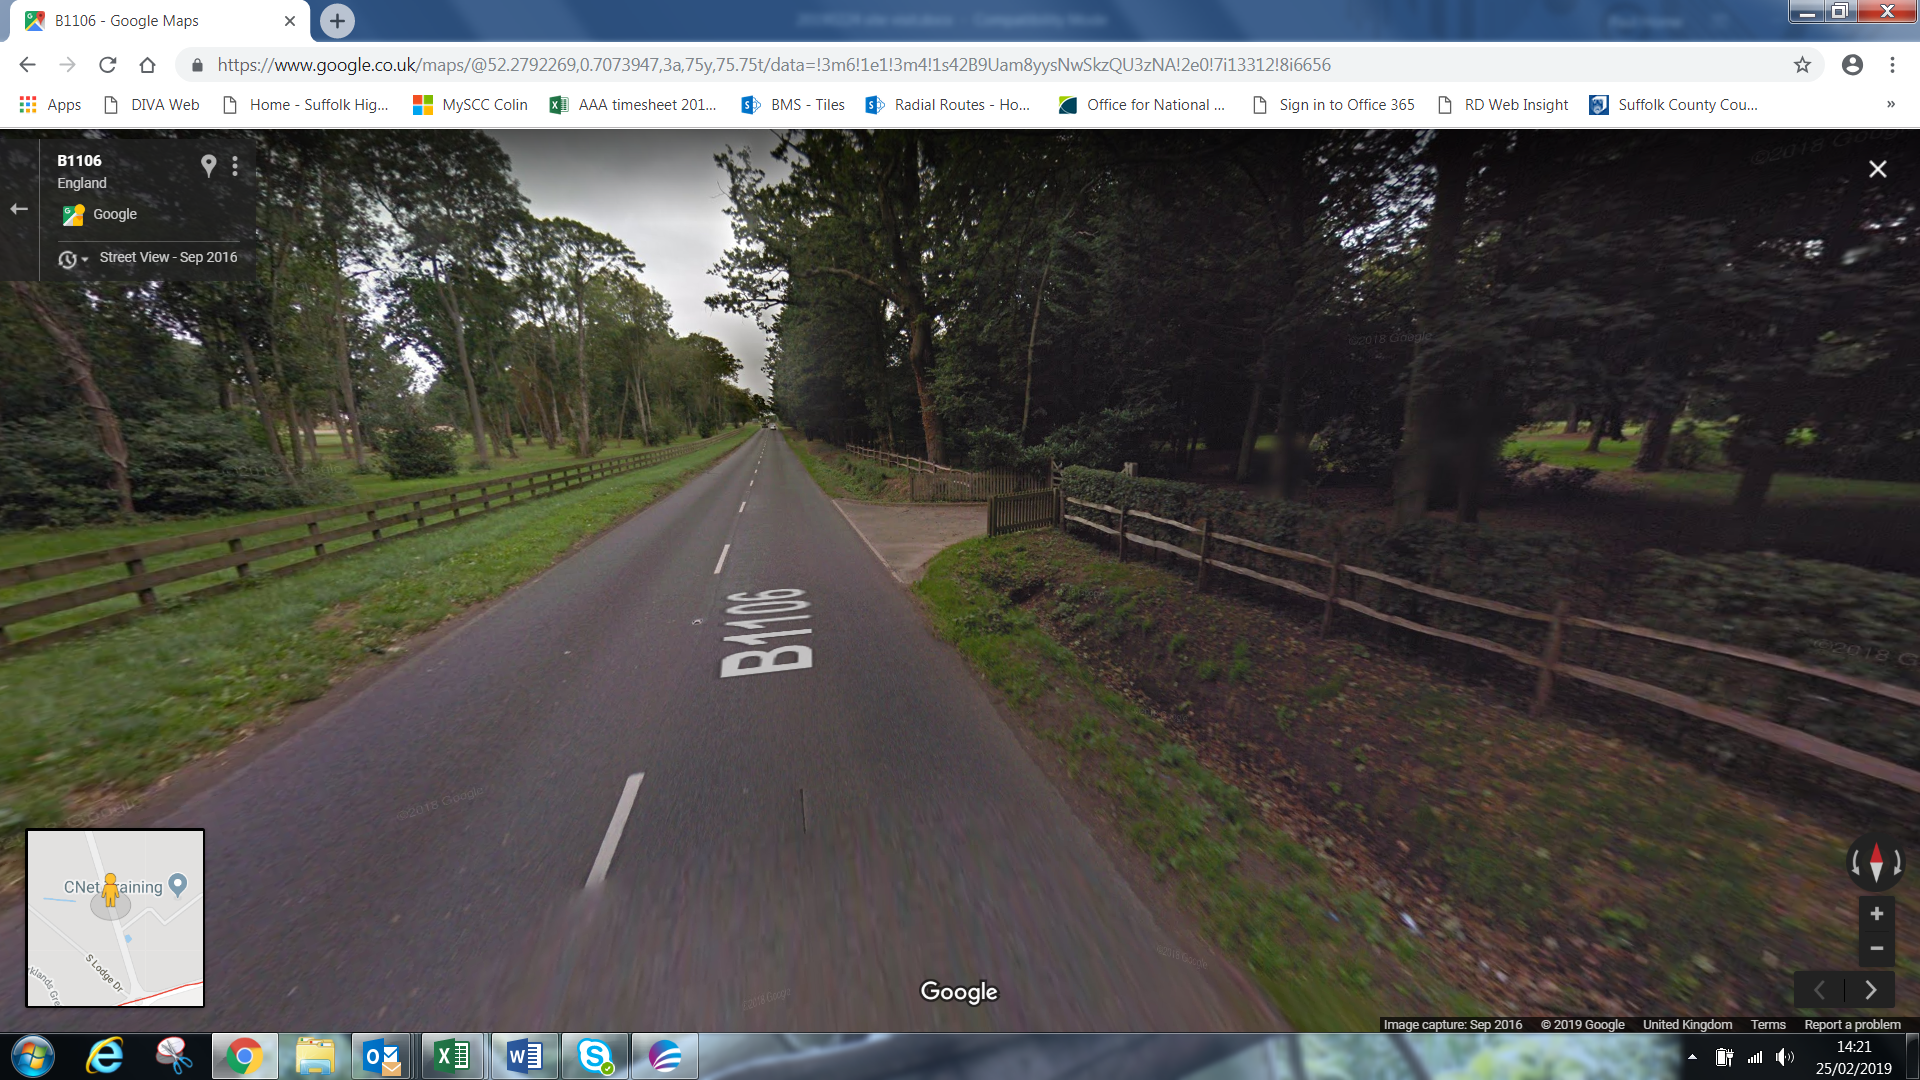 B1106 - Google Maps
https://www.google.co.uk/maps/@52.2792269,0.7073947,3a,75y,75.75t/data=!3m6!1e1!3m4!1s42B9Uam8yysNwSkzQU3zNA!2e0!7i13312!8i6656
Apps DIVA Web Home - Suffolk Hig... MySCC Colin AAA timesheet 201... BMS - Tiles Radial Routes - Ho... Office for National ... Sign in to Office 365 RD Web Insight Suffolk County Cou... »
B1106
England
Google
Street View - Sep 2016
B1106
CNet Training
S Lodge Dr
Google
Image capture: Sep 2016 © 2019 Google United Kingdom Terms Report a problem
14:21
25/02/2019